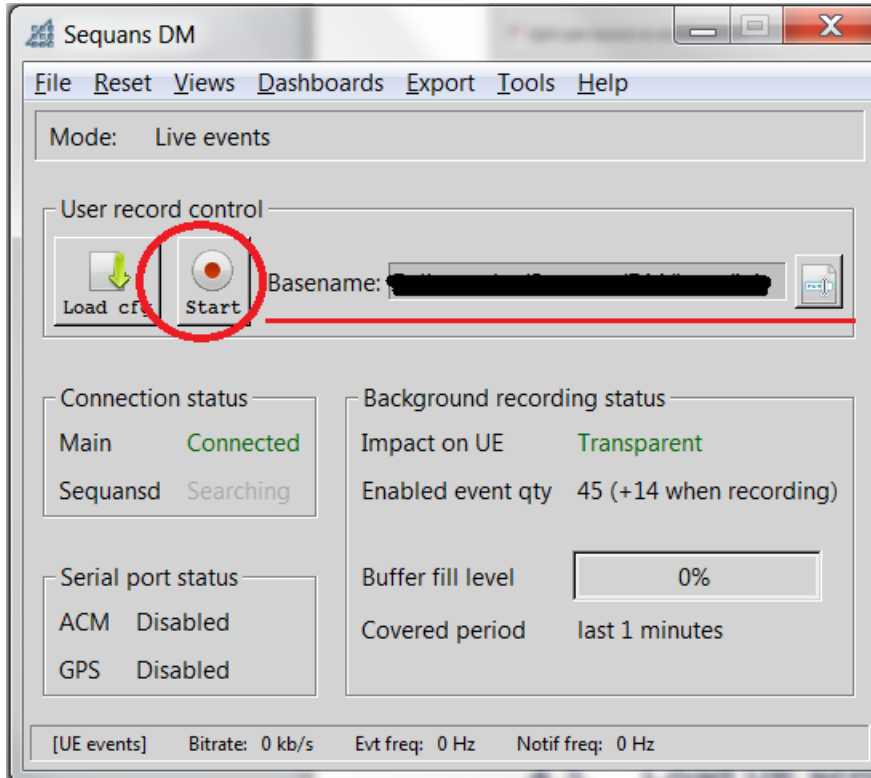 Sequans DM
File Reset Views Dashboards Export Tools Help
Mode: Live events
User record control
Load cfg
Start
Basename:
Connection status
Main Connected
Sequansd Searching
Background recording status
Impact on UE Transparent
Enabled event qty 45 (+14 when recording)
Buffer fill level 0%
Covered period last 1 minutes
Serial port status
ACM Disabled
GPS Disabled
[UE events] Bitrate: 0 kb/s Evt freq: 0 Hz Notif freq: 0 Hz